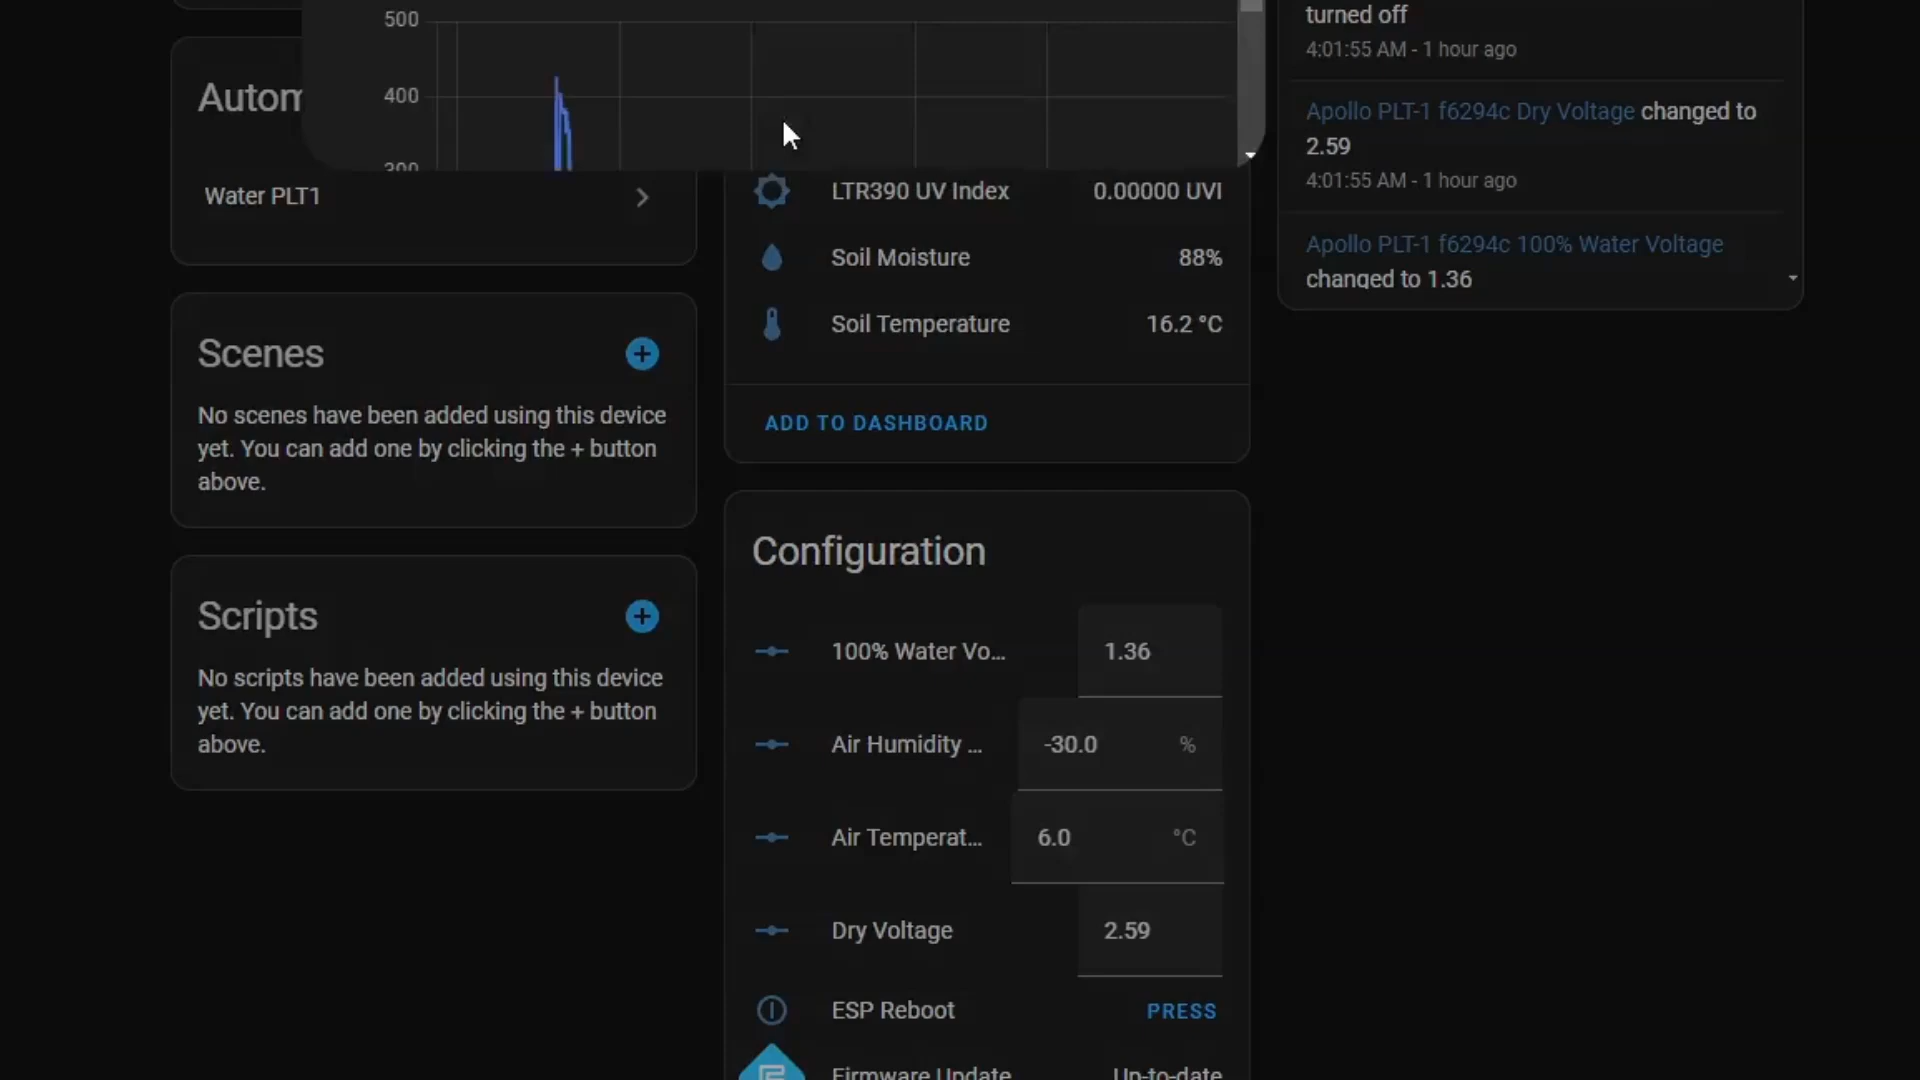 500
400
300
Autom
Water PLT1
Scenes
No scenes have been added using this device
yet. You can add one by clicking the + button
above.
Scripts
No scripts have been added using this device
yet. You can add one by clicking the + button
above.
LTR390 UV Index 0.00000 UVI
Soil Moisture 88%
Soil Temperature 16.2 °C
ADD TO DASHBOARD
Configuration
100% Water Vo... 1.36
Air Humidity ... -30.0 %
Air Temperat... 6.0 °C
Dry Voltage 2.59
ESP Reboot PRESS
Firmware Update Up-to-date
turned off
4:01:55 AM - 1 hour ago
Apollo PLT-1 f6294c Dry Voltage changed to
2.59
4:01:55 AM - 1 hour ago
Apollo PLT-1 f6294c 100% Water Voltage
changed to 1.36